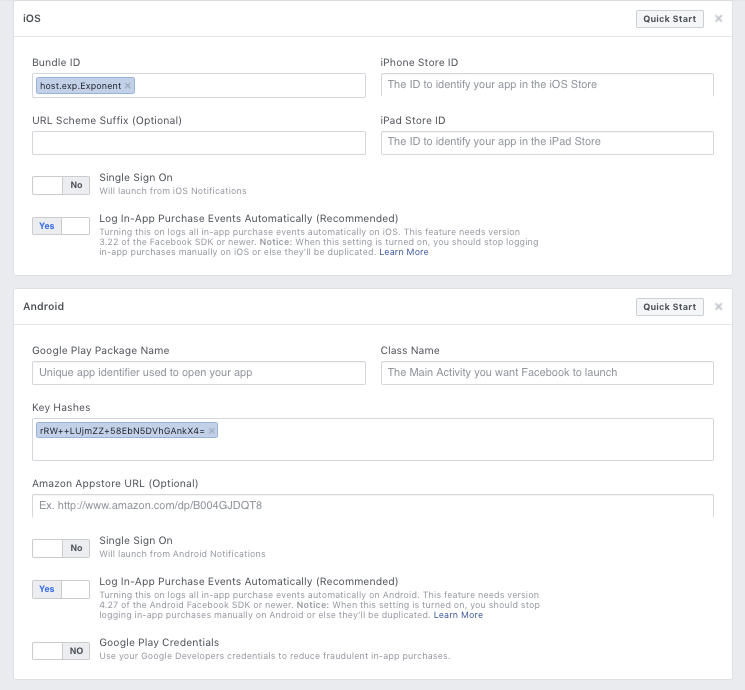 iOS
Quick Start ×
Bundle ID
iPhone Store ID
host.exp.Exponent ×
The ID to identify your app in the iOS Store
URL Scheme Suffix (Optional)
iPad Store ID
The ID to identify your app in the iPad Store
No
Single Sign On
Will launch from iOS Notifications
Yes
Log In-App Purchase Events Automatically (Recommended)
Turning this on logs all in-app purchase events automatically on iOS. This feature needs version
3.22 of the Facebook SDK or newer. Notice: When this setting is turned on, you should stop logging
in-app purchases manually on iOS or else they'll be duplicated. Learn More
Android
Quick Start ×
Google Play Package Name
Class Name
Unique app identifier used to open your app
The Main Activity you want Facebook to launch
Key Hashes
rRW++LUjmZZ+58EbN5DVhGAnkX4= ×
Amazon Appstore URL (Optional)
Ex. http://www.amazon.com/dp/B004GJDQT8
No
Single Sign On
Will launch from Android Notifications
Yes
Log In-App Purchase Events Automatically (Recommended)
Turning this on logs all in-app purchase events automatically on Android. This feature needs version
4.27 of the Android Facebook SDK or newer. Notice: When this setting is turned on, you should stop
logging in-app purchases manually on Android or else they'll be duplicated. Learn More
NO
Google Play Credentials
Use your Google Developers credentials to reduce fraudulent in-app purchases.